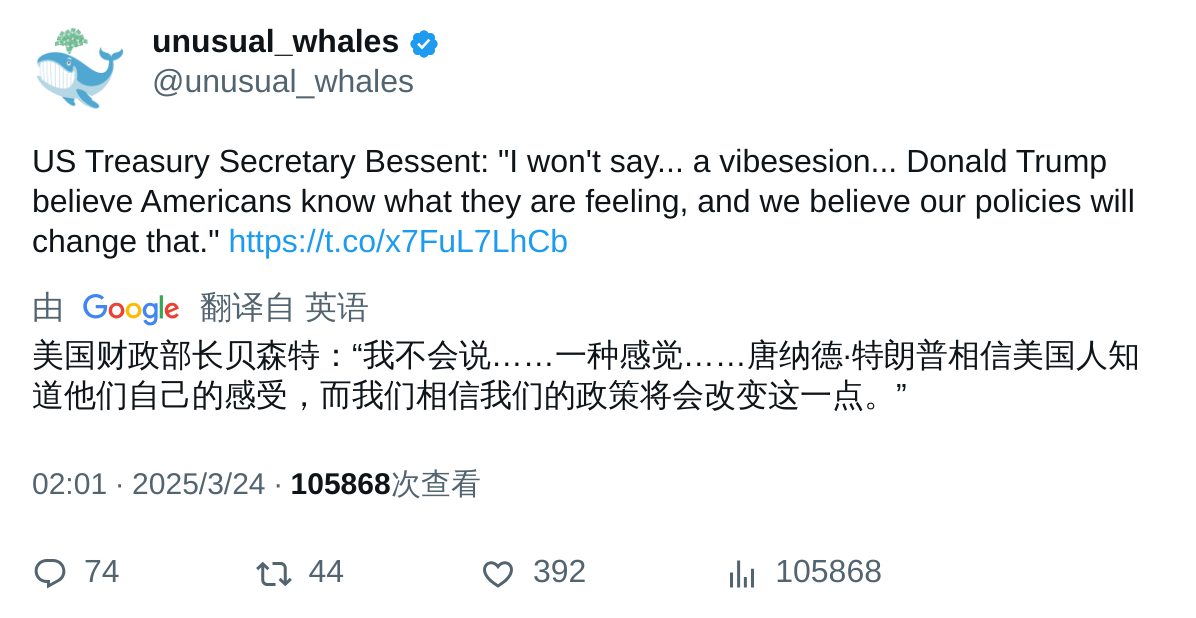 unusual_whales
@unusual_whales
US Treasury Secretary Bessent: "I won't say... a vibesesion... Donald Trump
believe Americans know what they are feeling, and we believe our policies will
change that." https://t.co/x7FuL7LhCb
由 Google 翻译自 英语
美国财政部长贝森特：“我不会说……一种感觉……唐纳德·特朗普相信美国人知
道他们自己的感受，而我们相信我们的政策将会改变这一点。”
02:01 · 2025/3/24 · 105868次查看
74 44 392 105868